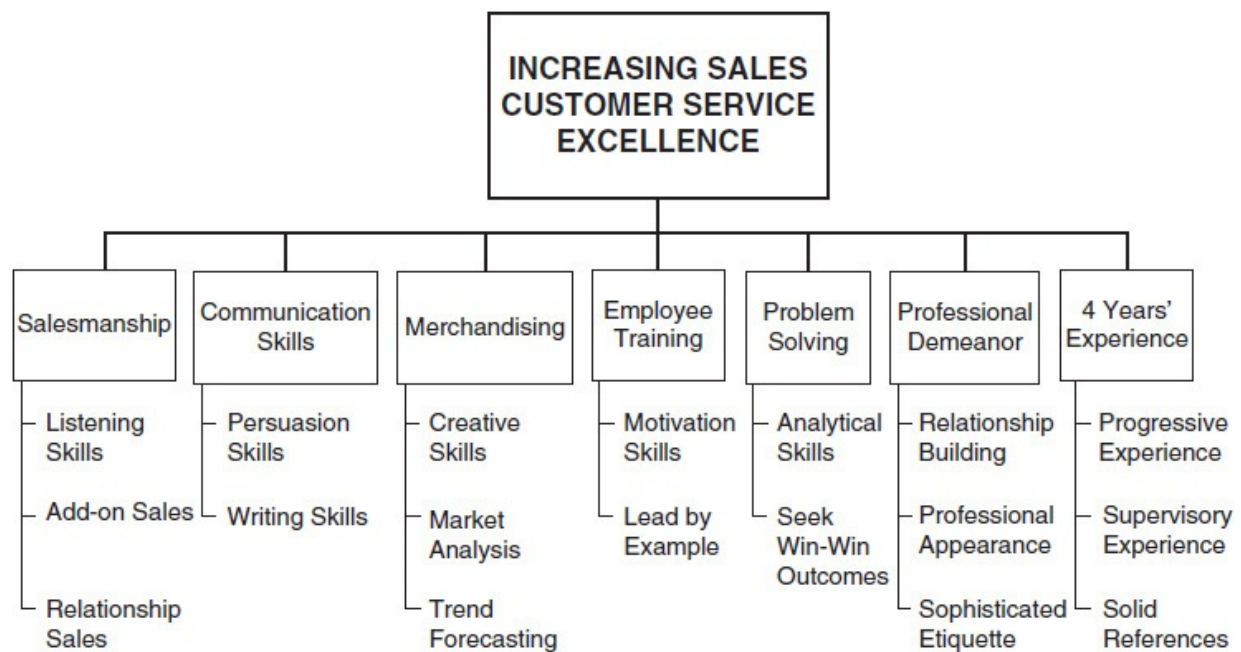 INCREASING SALES
CUSTOMER SERVICE
EXCELLENCE
Salesmanship
Listening
Skills
Add-on Sales
Relationship
Sales
Communication
Skills
Persuasion
Skills
Writing Skills
Merchandising
Creative
Skills
Market
Analysis
Trend
Forecasting
Employee
Training
Motivation
Skills
Lead by
Example
Problem
Solving
Analytical
Skills
Seek
Win-Win
Outcomes
Professional
Demeanor
Relationship
Building
Professional
Appearance
Sophisticated
Etiquette
4 Years’
Experience
Progressive
Experience
Supervisory
Experience
Solid
References